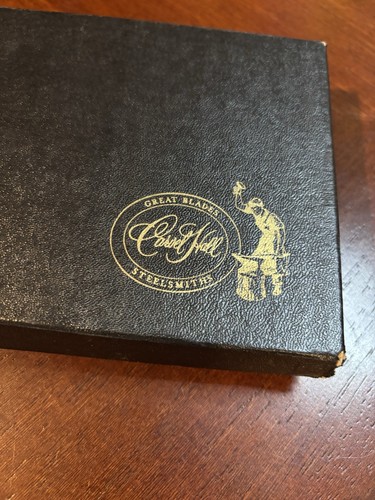 GREAT · BLADES
Carvel Hall
STEELSMITHS